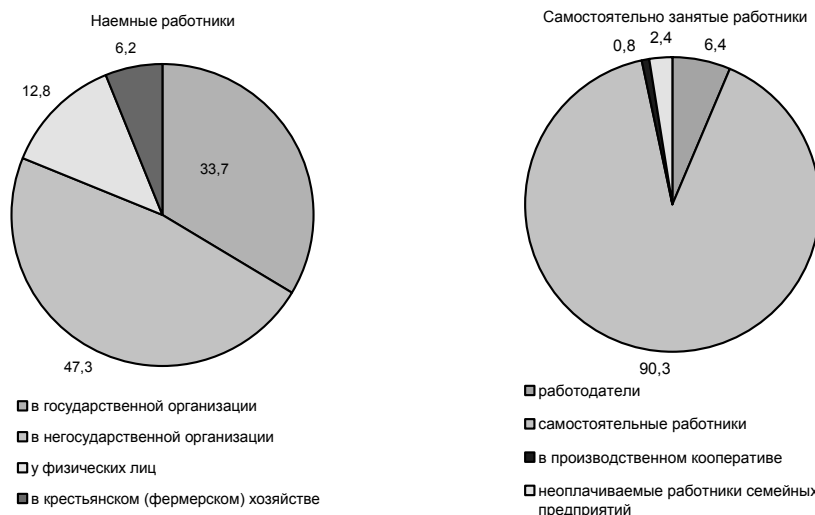 Наемные работники
6,2
12,8
33,7
47,3
в государственной организации
в негосударственной организации
у физических лиц
в крестьянском (фермерском) хозяйстве
Самостоятельно занятые работники
0,8
2,4
6,4
90,3
работодатели
самостоятельные работники
в производственном кооперативе
неоплачиваемые работники семейных
предприятий